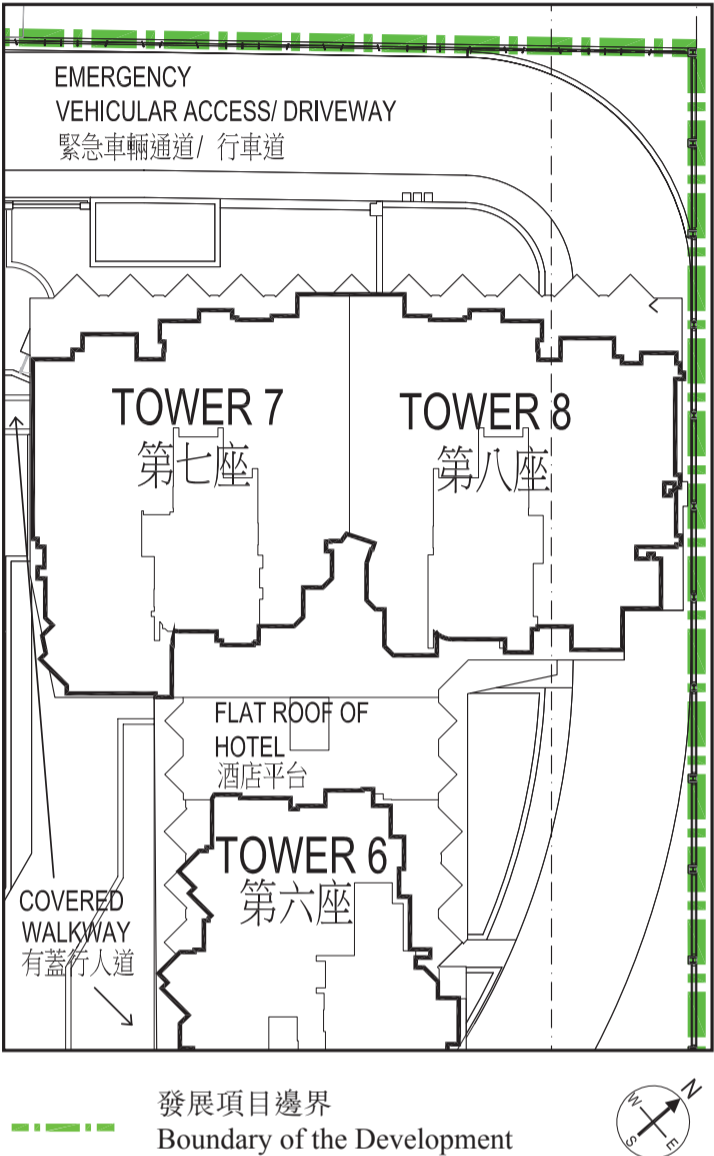 EMERGENCY
VEHICULAR ACCESS/ DRIVEWAY
緊急車輛通道/ 行車道
TOWER 7
第七座
TOWER 8
第八座
FLAT ROOF OF
HOTEL
酒店平台
TOWER 6
第六座
COVERED
WALKWAY
有蓋行人道
發展項目邊界
Boundary of the Development
N
W
E
S